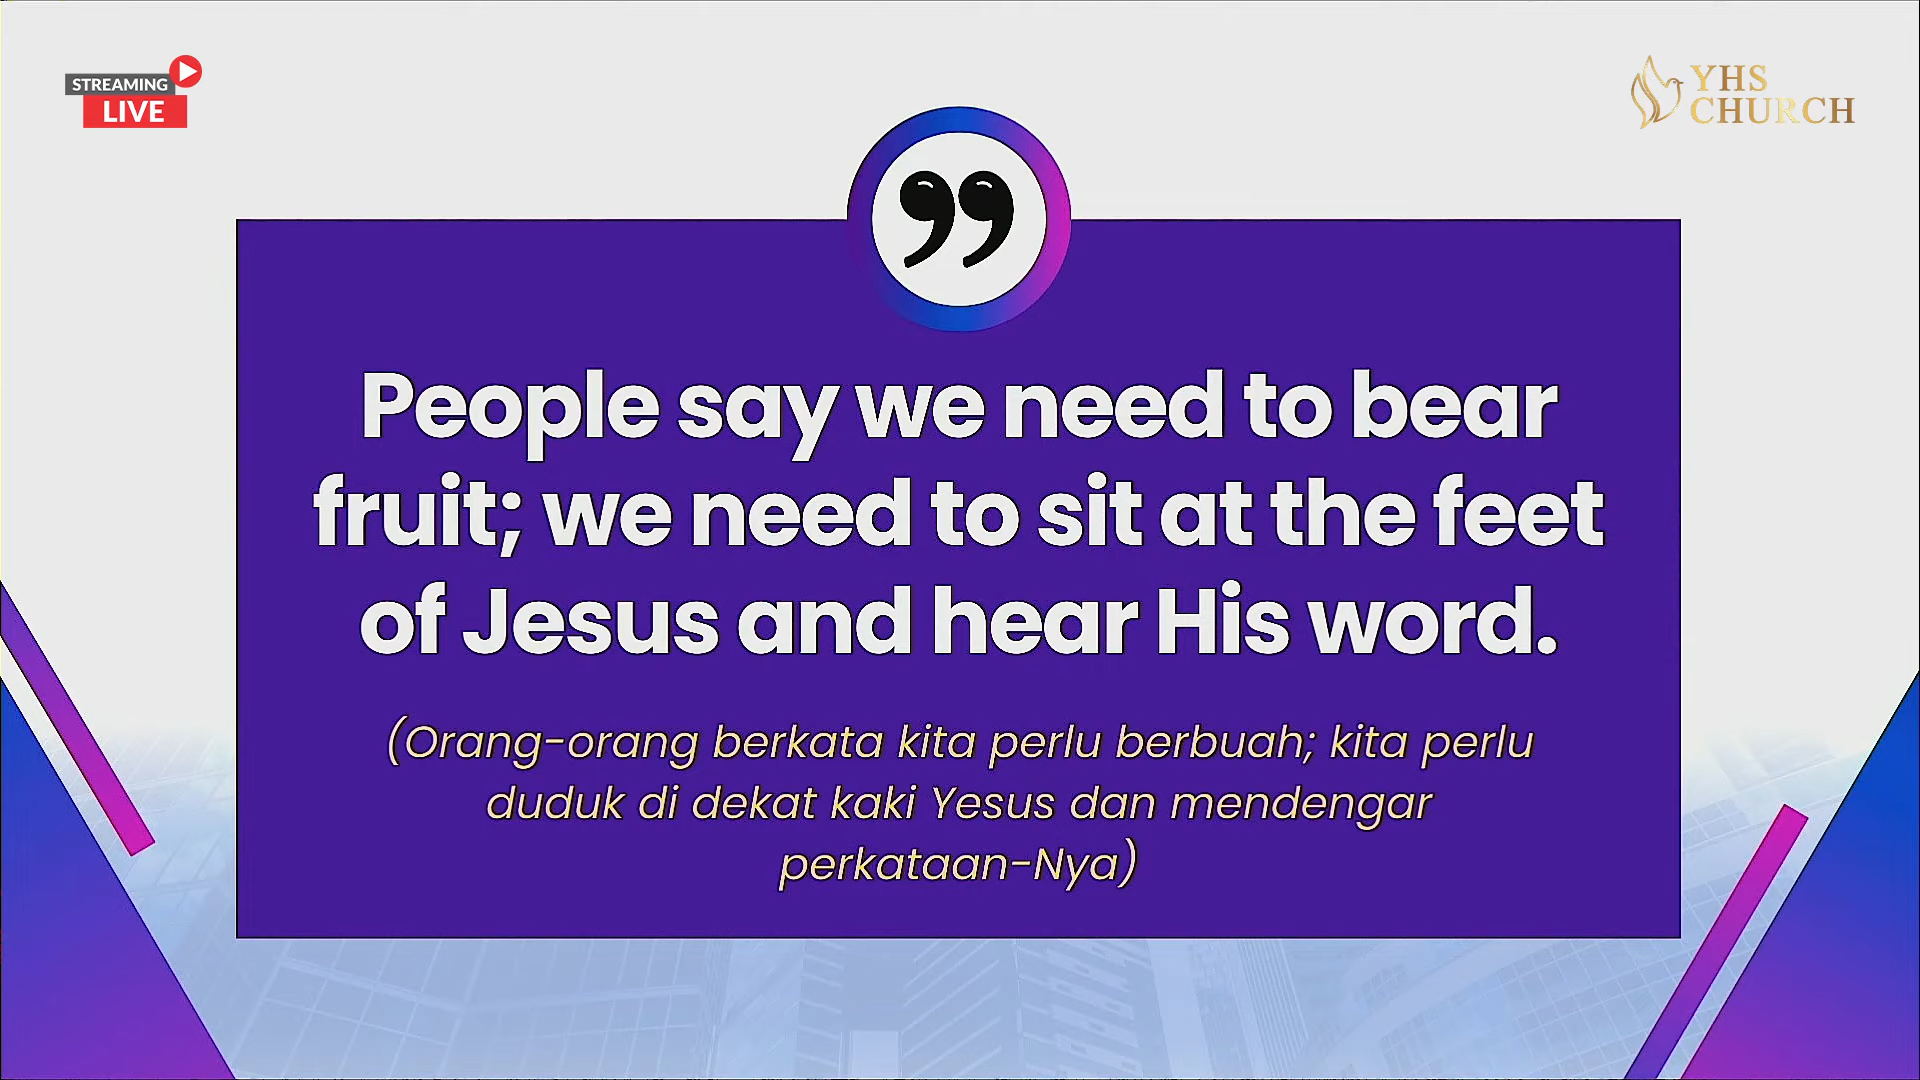 STREAMING
LIVE
YHS
CHURCH
People say we need to bear
fruit; we need to sit at the feet
of Jesus and hear His word.
(Orang-orang berkata kita perlu berbuah; kita perlu
duduk di dekat kaki Yesus dan mendengar
perkataan-Nya)